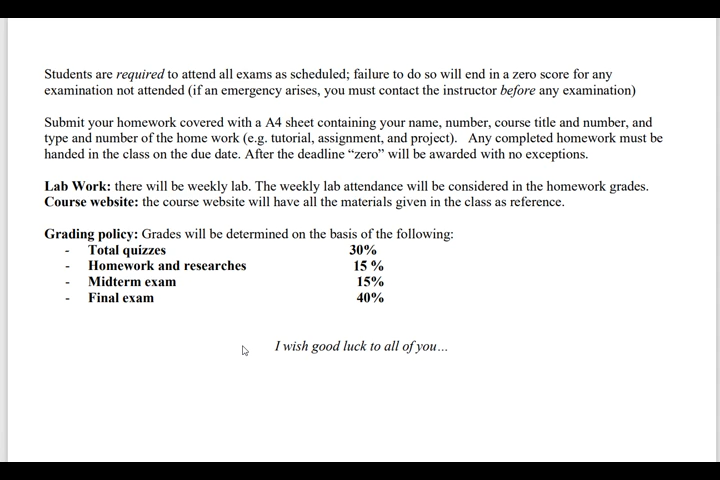 Students are required to attend all exams as scheduled; failure to do so will end in a zero score for any
examination not attended (if an emergency arises, you must contact the instructor before any examination)
Submit your homework covered with a A4 sheet containing your name, number, course title and number, and
type and number of the home work (e.g. tutorial, assignment, and project).   Any completed homework must be
handed in the class on the due date. After the deadline “zero” will be awarded with no exceptions.
Lab Work: there will be weekly lab. The weekly lab attendance will be considered in the homework grades.
Course website: the course website will have all the materials given in the class as reference.
Grading policy: Grades will be determined on the basis of the following:
- Total quizzes 30%
- Homework and researches 15 %
- Midterm exam 15%
- Final exam 40%
I wish good luck to all of you…